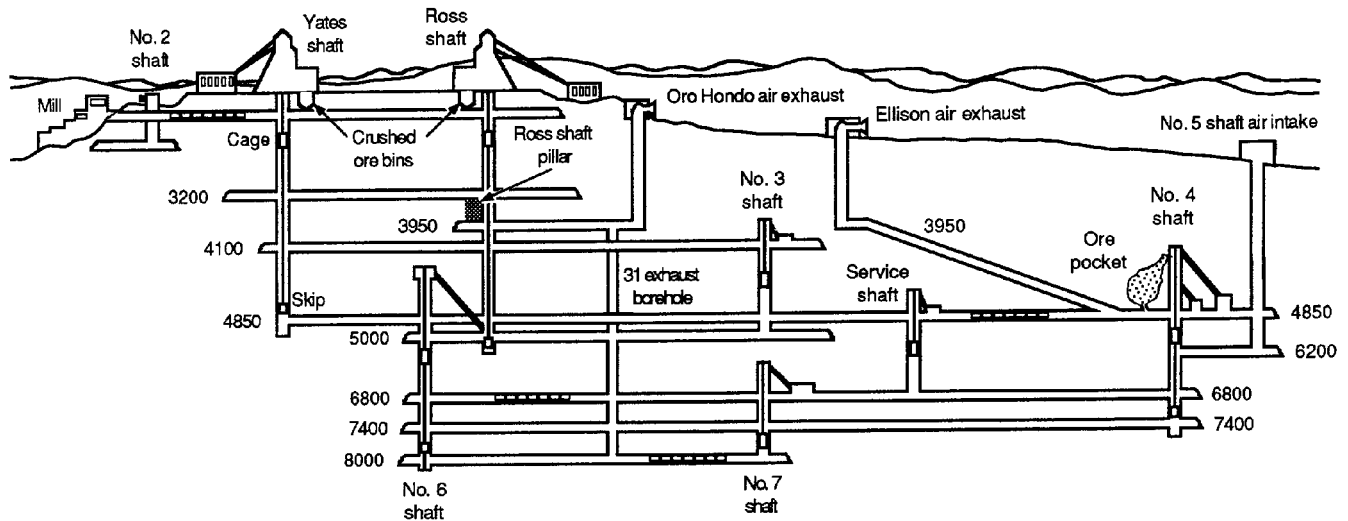 Yates
shaft
Ross
shaft
No. 2
shaft
Mill
Oro Hondo air exhaust
Ellison air exhaust
No. 5 shaft air intake
Cage
Crushed
ore bins
Ross shaft
pillar
3200
No. 3
shaft
No. 4
shaft
3950
3950
4100
Ore
pocket
31 exhaust
borehole
Service
shaft
Skip
4850
4850
5000
6200
6800
6800
7400
7400
8000
No. 6
shaft
No. 7
shaft